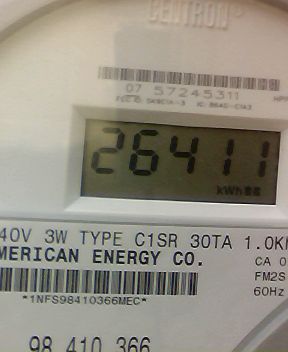 CENTRON®
07 57245311
26411
kWh
40V 3W TYPE C1SR 30TA 1.0K
MERICAN ENERGY CO.
CA 0
FM2S
*1NFS98410366MEC*
60Hz
98 410 366